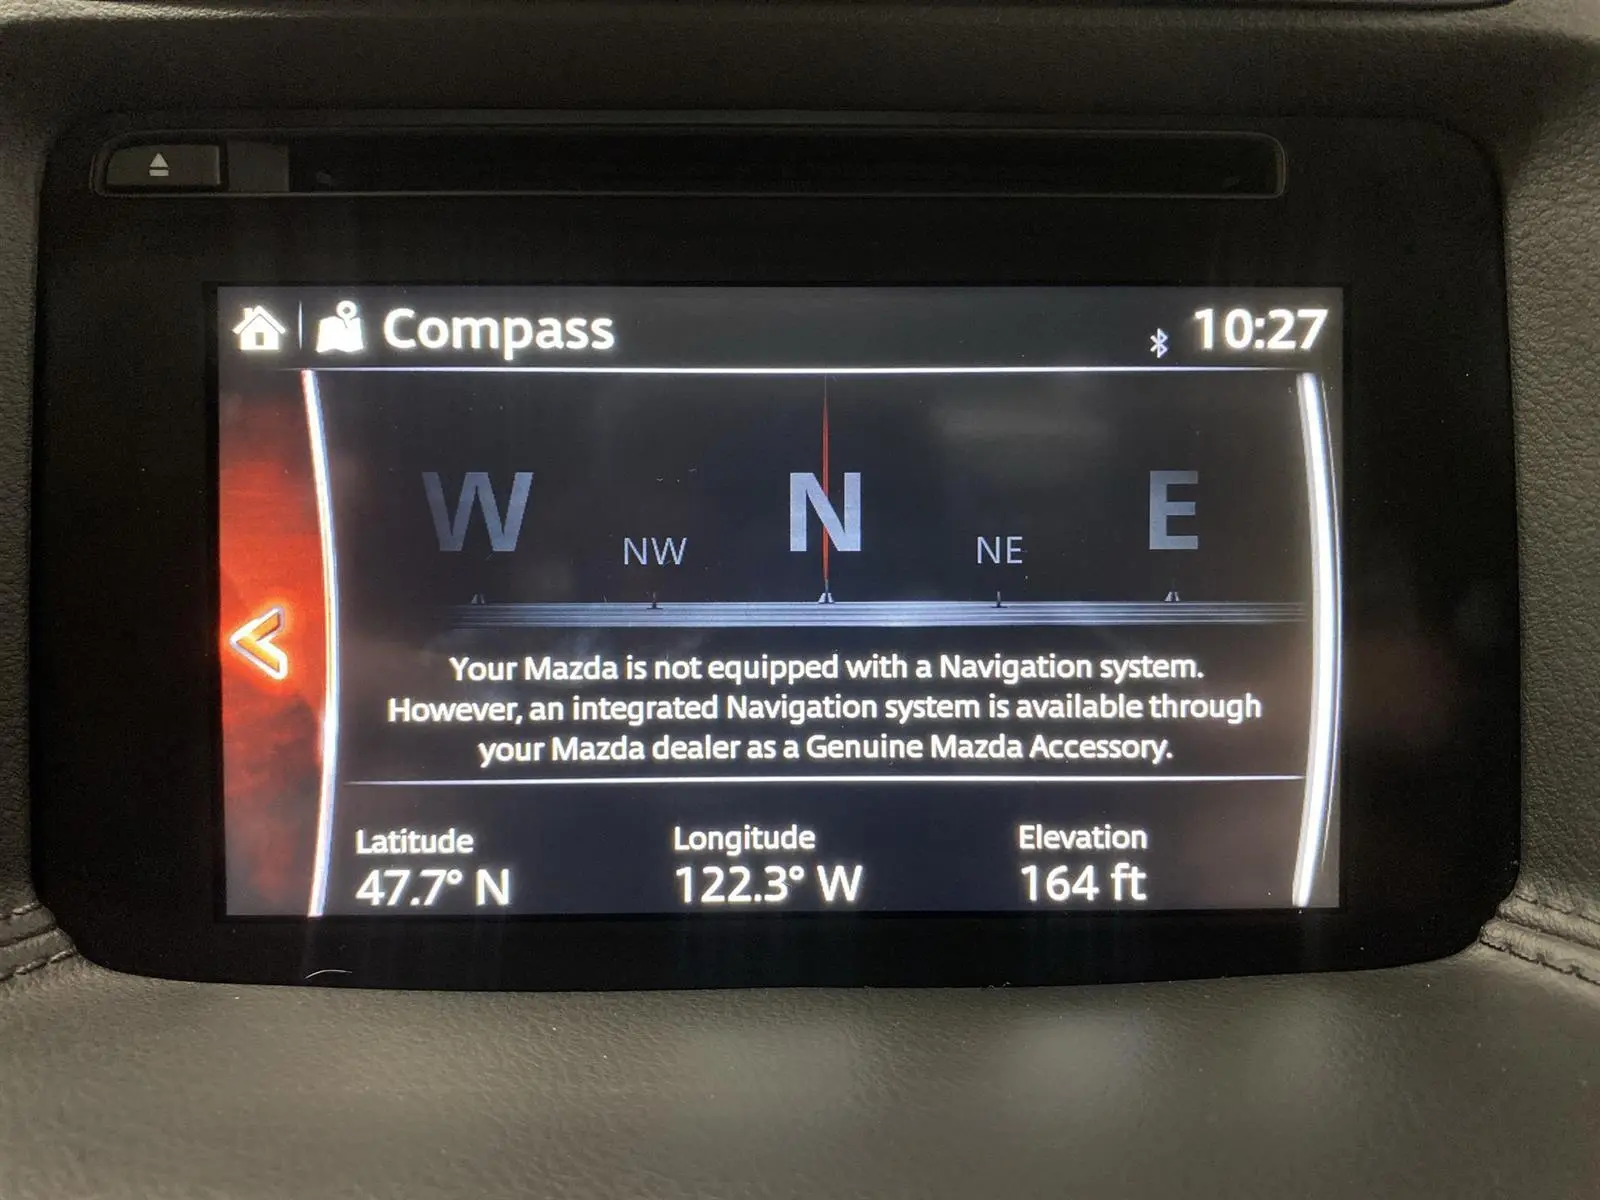 Compass 10:27
W NW N NE E
Your Mazda is not equipped with a Navigation system.
However, an integrated Navigation system is available through
your Mazda dealer as a Genuine Mazda Accessory.
Latitude Longitude Elevation
47.7° N 122.3° W 164 ft